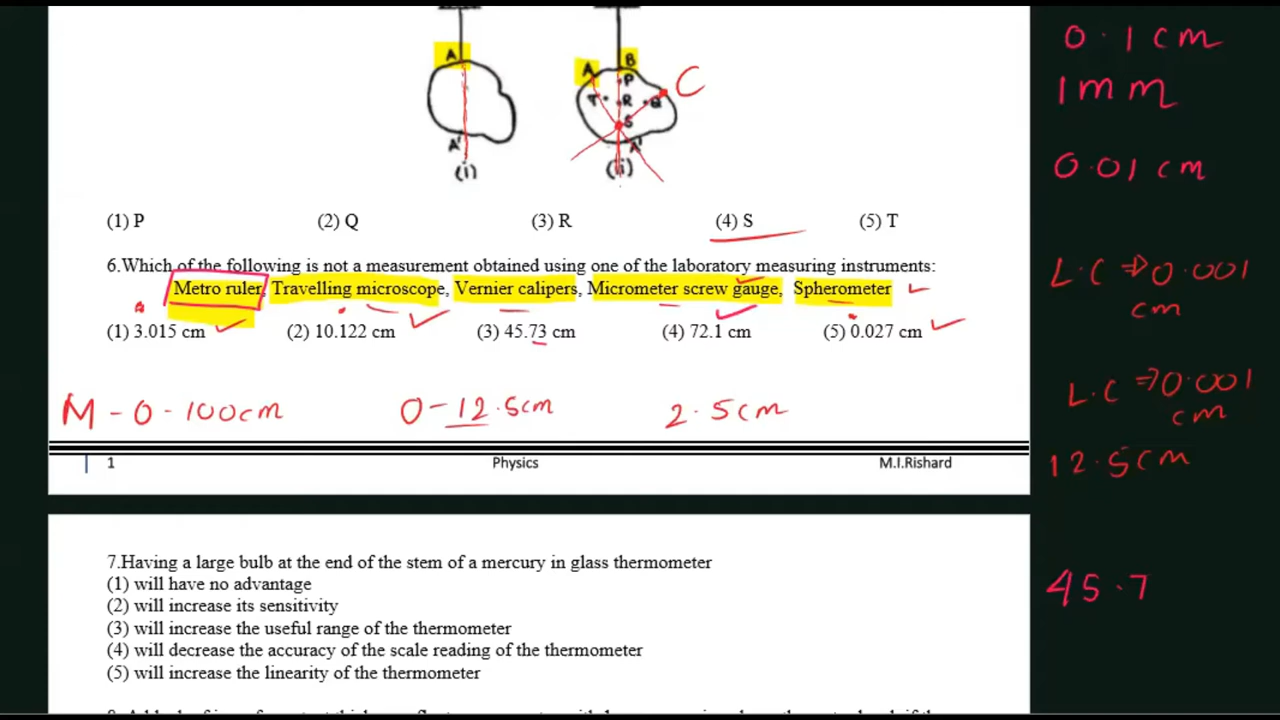 0.1cm
1mm
0.01cm
A
A'
(i)
A
B
P
C
T
R
Q
S
A'
(ii)
(1) P (2) Q (3) R (4) S (5) T
6.Which of the following is not a measurement obtained using one of the laboratory measuring instruments:
Metro ruler, Travelling microscope, Vernier calipers, Micrometer screw gauge, Spherometer
(1) 3.015 cm (2) 10.122 cm (3) 45.73 cm (4) 72.1 cm (5) 0.027 cm
L.C ⇒ 0.001
cm
M - 0 - 100cm 0 - 12.5cm 2.5cm
L.C ⇒ 0.001
cm
12.5cm
1 Physics M.I.Rishard
45.7
7.Having a large bulb at the end of the stem of a mercury in glass thermometer
(1) will have no advantage
(2) will increase its sensitivity
(3) will increase the useful range of the thermometer
(4) will decrease the accuracy of the scale reading of the thermometer
(5) will increase the linearity of the thermometer